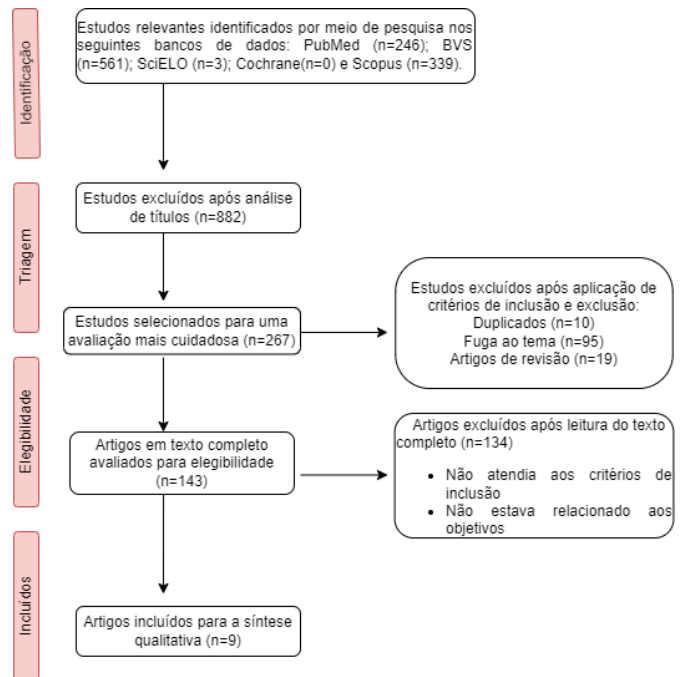 Identificação
Estudos relevantes identificados por meio de pesquisa nos
seguintes bancos de dados: PubMed (n=246); BVS
(n=561); SciELO (n=3); Cochrane(n=0) e Scopus (n=339).
Triagem
Estudos excluídos após análise
de títulos (n=882)
Estudos selecionados para uma
avaliação mais cuidadosa (n=267)
Estudos excluídos após aplicação de
critérios de inclusão e exclusão:
Duplicados (n=10)
Fuga ao tema (n=95)
Artigos de revisão (n=19)
Elegibilidade
Artigos em texto completo
avaliados para elegibilidade
(n=143)
Artigos excluídos após leitura do texto
completo (n=134)
• Não atendia aos critérios de
inclusão
• Não estava relacionado aos
objetivos
Incluídos
Artigos incluídos para a síntese
qualitativa (n=9)